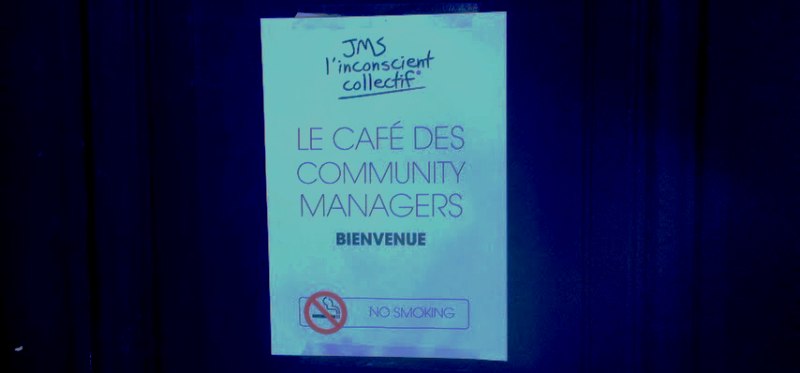 JMS
l'inconscient
collectif®
LE CAFÉ DES
COMMUNITY
MANAGERS
BIENVENUE
NO SMOKING